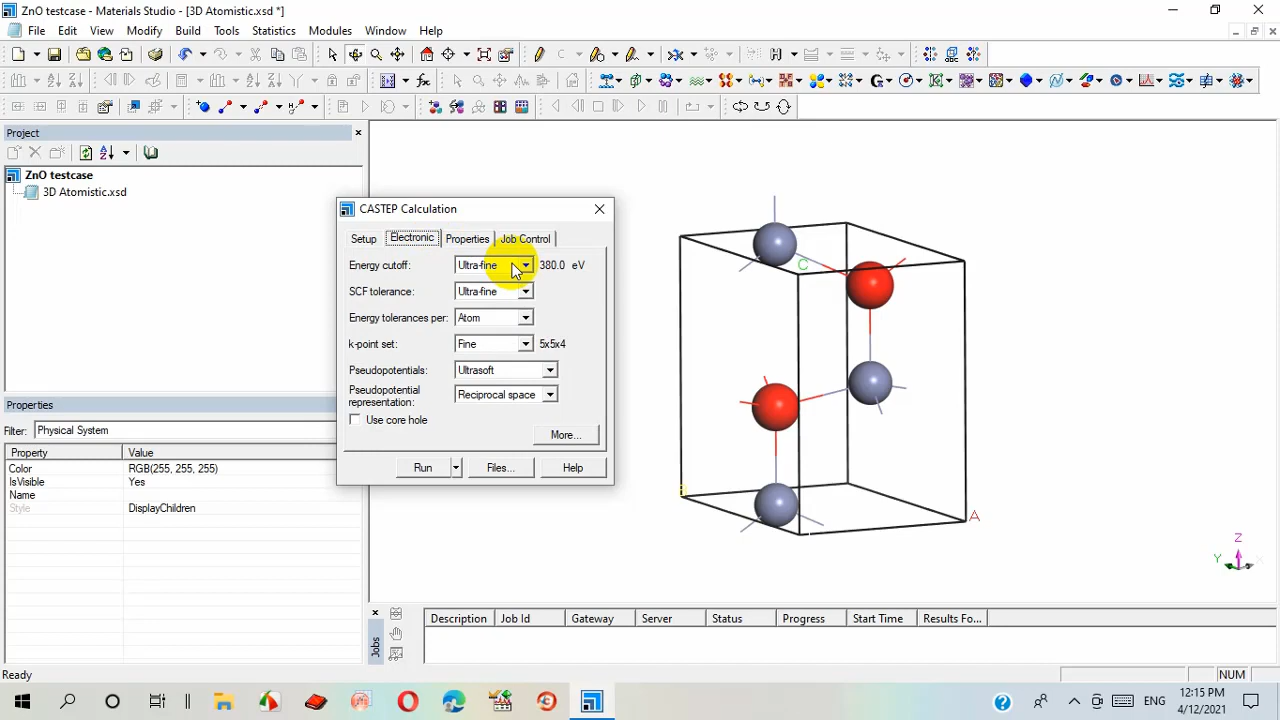 ZnO testcase - Materials Studio - [3D Atomistic.xsd *]
File Edit View Modify Build Tools Statistics Modules Window Help
Project
ZnO testcase
3D Atomistic.xsd
Properties
Filter: Physical System
Property Value
Color RGB(255, 255, 255)
IsVisible Yes
Name
Style DisplayChildren
CASTEP Calculation
Setup Electronic Properties Job Control
Energy cutoff: Ultra-fine 380.0 eV
SCF tolerance: Ultra-fine
Energy tolerances per: Atom
k-point set: Fine 5x5x4
Pseudopotentials: Ultrasoft
Pseudopotential representation: Reciprocal space
Use core hole
More...
Run Files... Help
C
B
A
Z
Y
Jobs
Description Job Id Gateway Server Status Progress Start Time Results Fo...
Ready
NUM
ENG
12:15 PM
4/12/2021